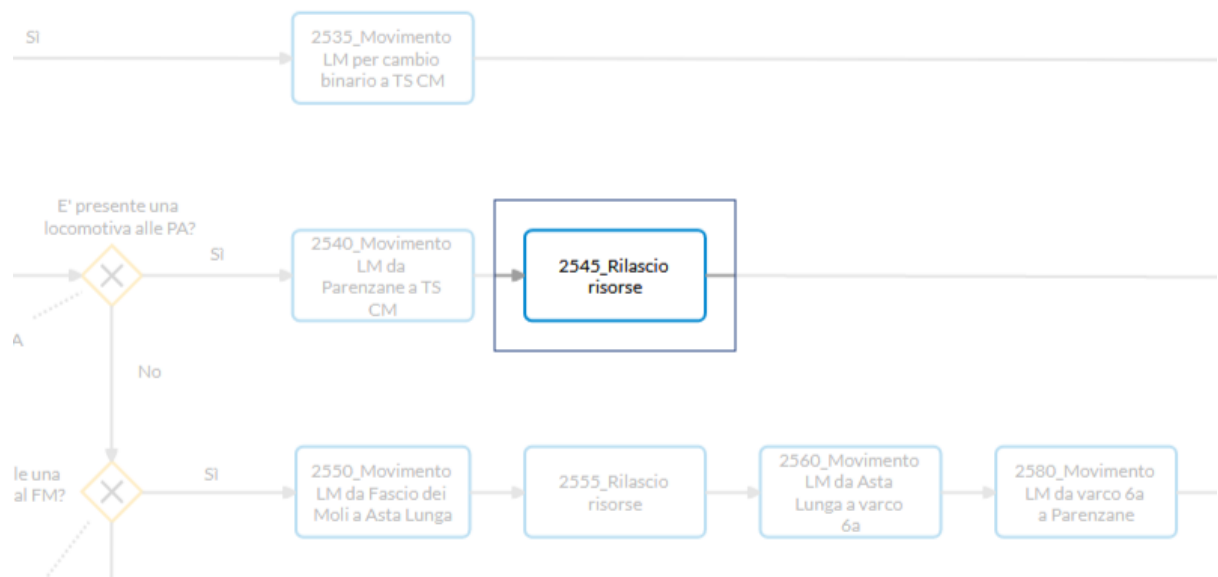 Sì
2535_Movimento
LM per cambio
binario a TS CM
E' presente una
locomotiva alle PA?
Sì
2540_Movimento
LM da
Parenzane a TS
CM
2545_Rilascio
risorse
A
No
le una
al FM?
Sì
2550_Movimento
LM da Fascio dei
Moli a Asta Lunga
2555_Rilascio
risorse
2560_Movimento
LM da Asta
Lunga a varco
6a
2580_Movimento
LM da varco 6a
a Parenzane